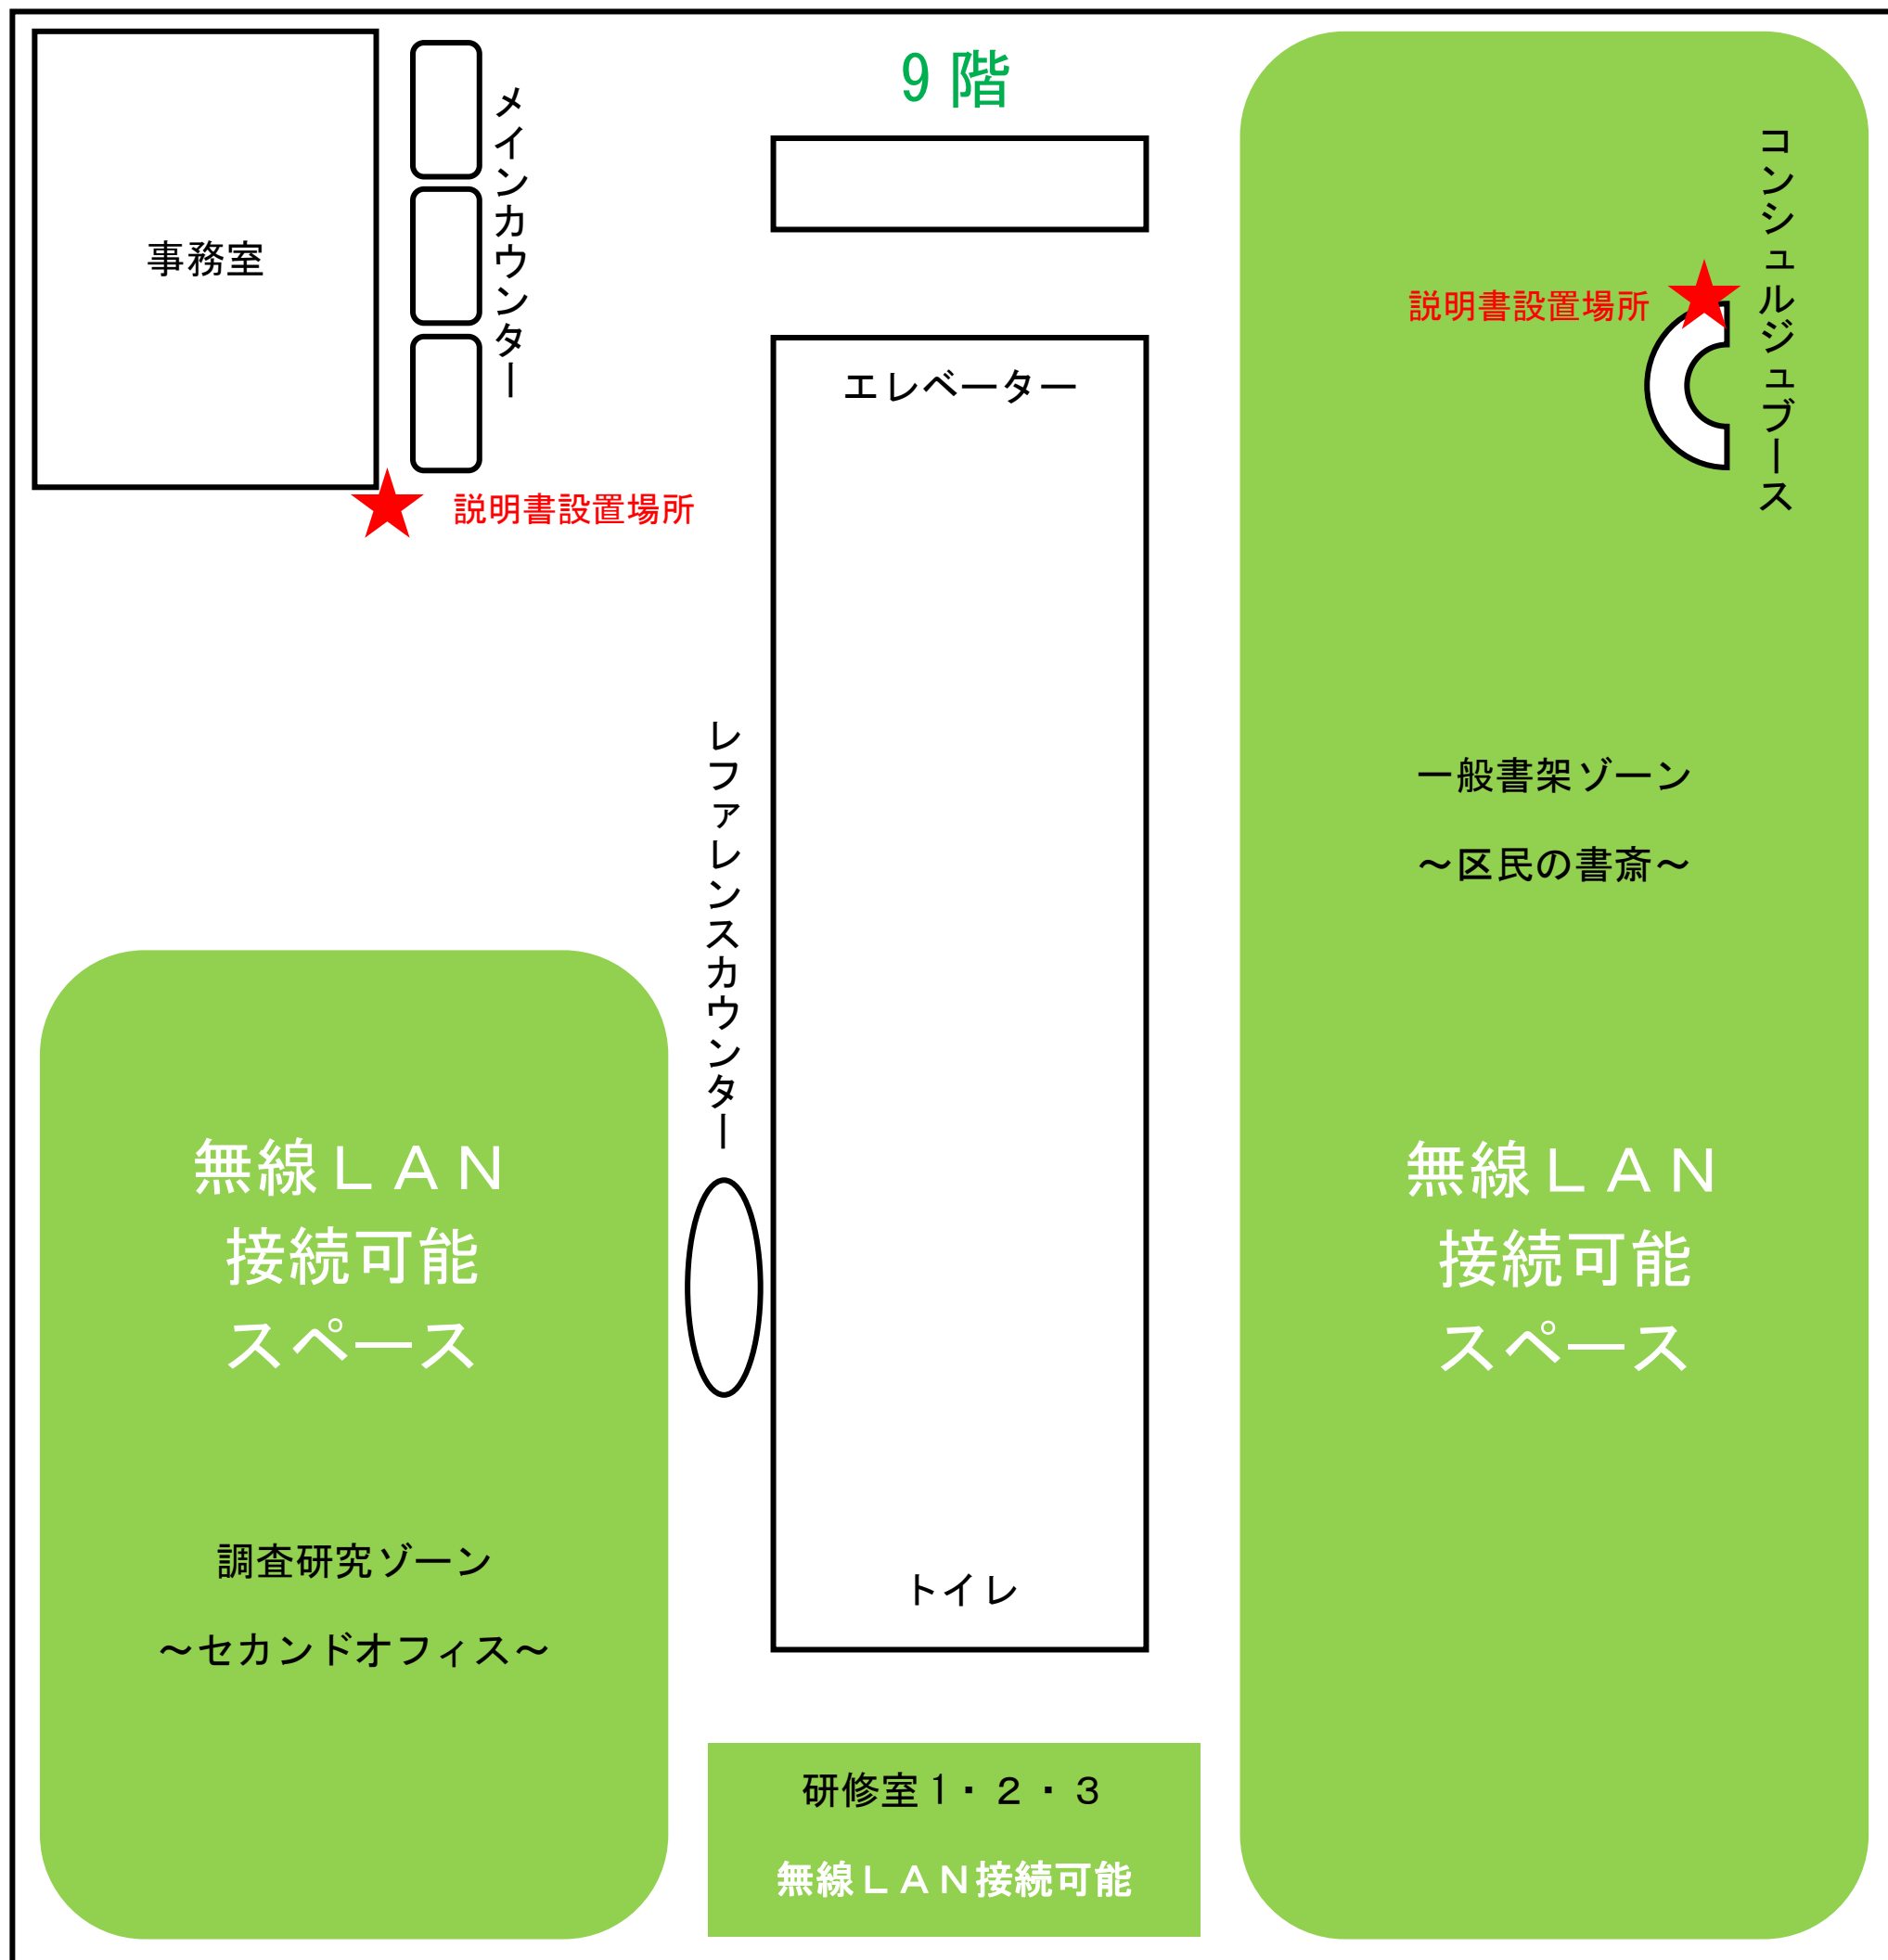 ９階
メインカウンター
コンシュルジュブース
事務室
説明書設置場所
エレベーター
説明書設置場所
レファレンスカウンター
一般書架ゾーン
～区民の書斎～
無線ＬＡＮ
接続可能
スペース
無線ＬＡＮ
接続可能
スペース
調査研究ゾーン
～セカンドオフィス～
トイレ
研修室１・２・３
無線ＬＡＮ接続可能